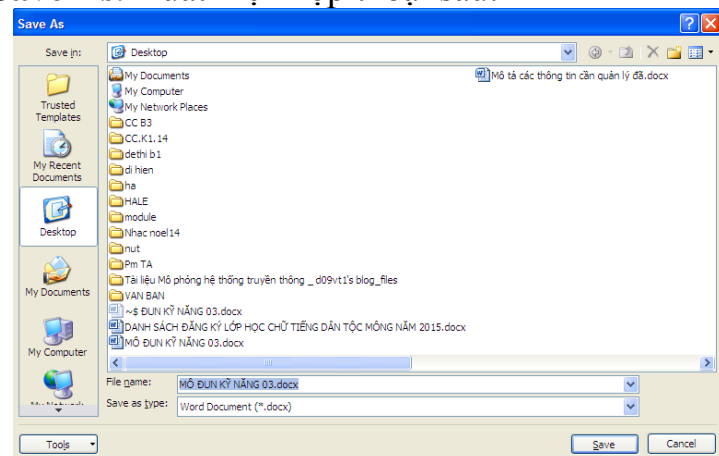 Save As
Save in:
Desktop
Trusted Templates
My Recent Documents
Desktop
My Documents
My Computer
My Documents
My Computer
My Network Places
CC B3
CC.K1.14
dethi b1
di hien
ha
HALE
module
Nhac noel14
nut
Pm TA
Tài liệu Mô phỏng hệ thống truyền thông _ d09vt1's blog_files
VAN BAN
~$ ĐUN KỸ NĂNG 03.docx
DANH SÁCH ĐĂNG KÝ LỚP HỌC CHỮ TIẾNG DÂN TỘC MÔNG NĂM 2015.docx
MÔ ĐUN KỸ NĂNG 03.docx
Mô tả các thông tin cần quản lý đã.docx
File name:
MÔ ĐUN KỸ NĂNG 03.docx
Save as type:
Word Document (*.docx)
Tools
Save
Cancel